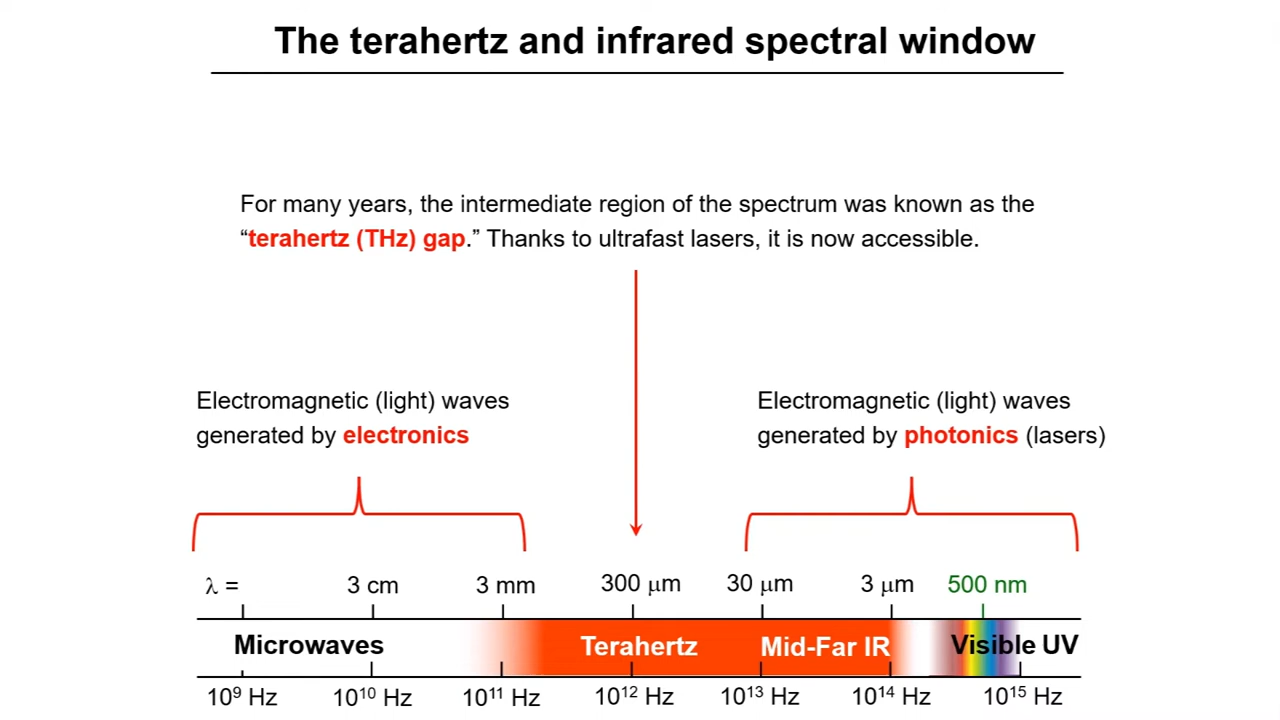 The terahertz and infrared spectral window
For many years, the intermediate region of the spectrum was known as the
“terahertz (THz) gap.” Thanks to ultrafast lasers, it is now accessible.
Electromagnetic (light) waves
generated by electronics
Electromagnetic (light) waves
generated by photonics (lasers)
λ = 3 cm 3 mm 300 μm 30 μm 3 μm 500 nm
Microwaves Terahertz Mid-Far IR Visible UV
10⁹ Hz 10¹⁰ Hz 10¹¹ Hz 10¹² Hz 10¹³ Hz 10¹⁴ Hz 10¹⁵ Hz